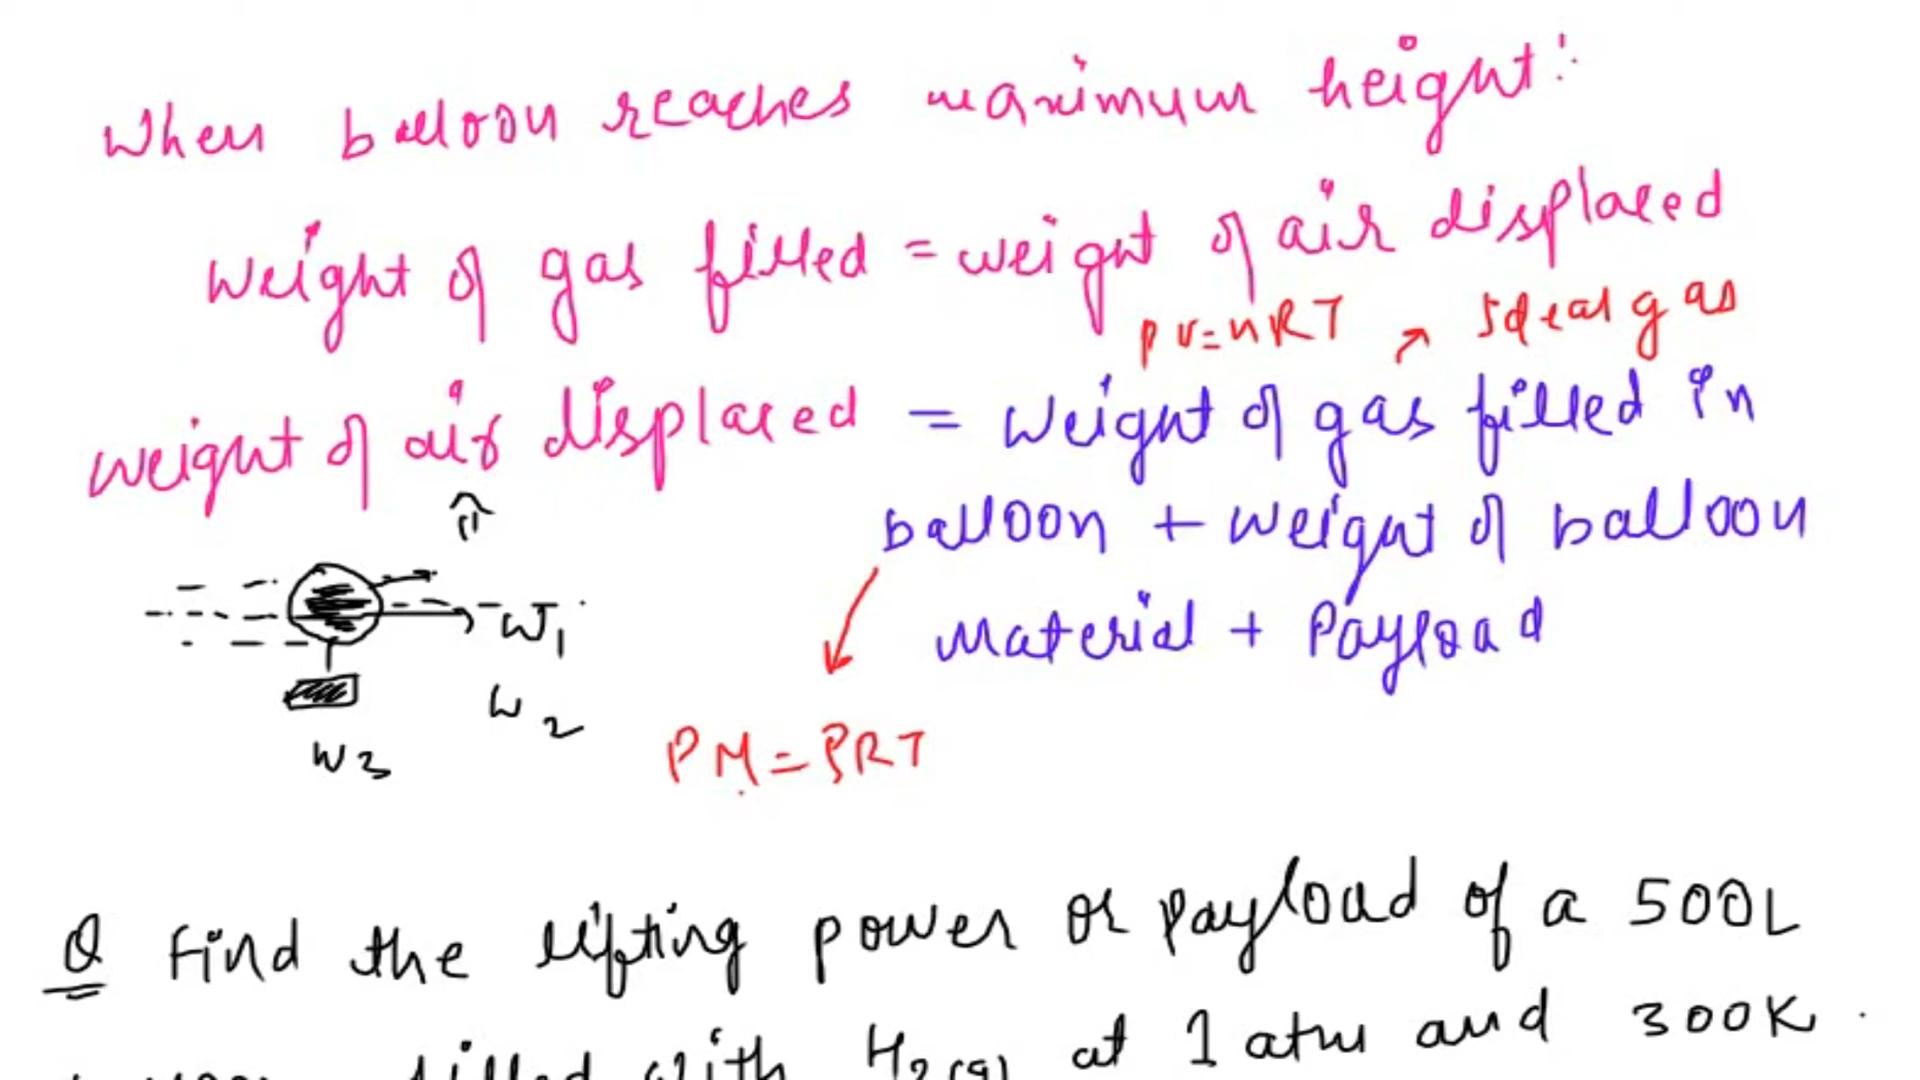 When balloon reaches maximum height:
weight of gas filled = weight of air displaced
PV=nRT ↗ Ideal gas
weight of air displaced = weight of gas filled in
balloon + weight of balloon
material + Payload
W1
W2
W3
PM = ρRT
Q Find the lifting power or payload of a 500L
filled with H2(g) at 1 atm and 300K.